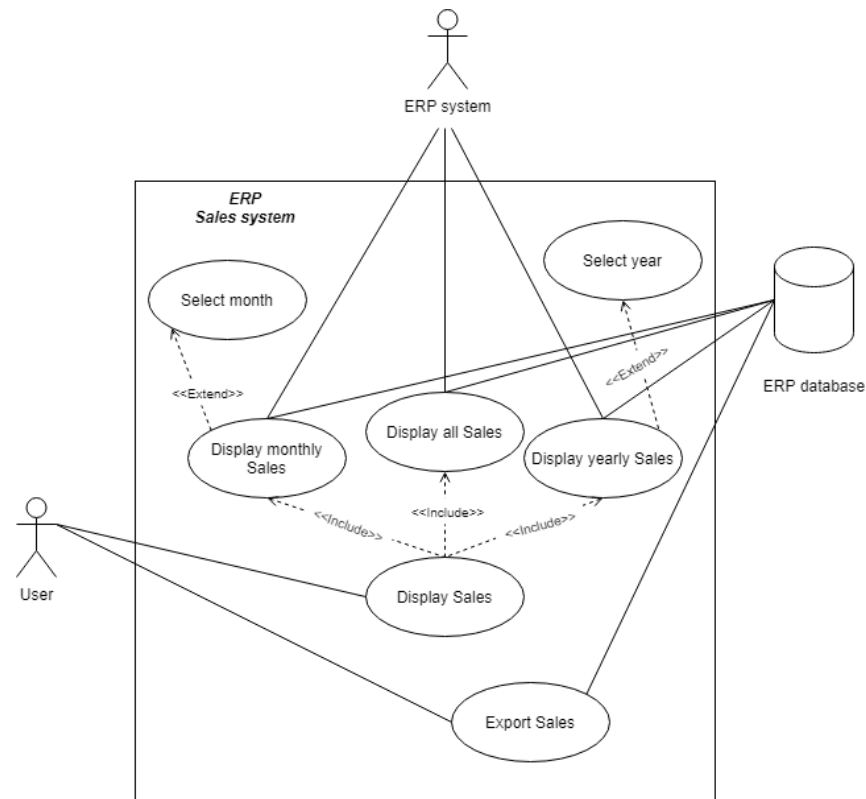 ERP system
ERP
Sales system
Select year
Select month
<<Extend>>
<<Extend>>
ERP database
Display all Sales
Display monthly
Sales
Display yearly Sales
<<Include>>
<<Include>>
<<Include>>
User
Display Sales
Export Sales